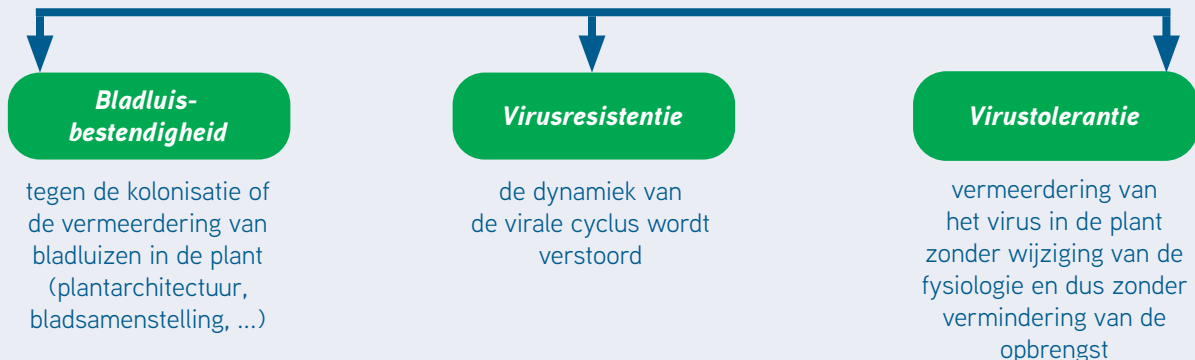 Bladluis-
bestendigheid
tegen de kolonisatie of
de vermeerdering van
bladluizen in de plant
(plantarchitectuur,
bladsamenstelling, ...)
Virusresistentie
de dynamiek van
de virale cyclus wordt
verstoord
Virustolerantie
vermeerdering van
het virus in de plant
zonder wijziging van de
fysiologie en dus zonder
vermindering van de
opbrengst